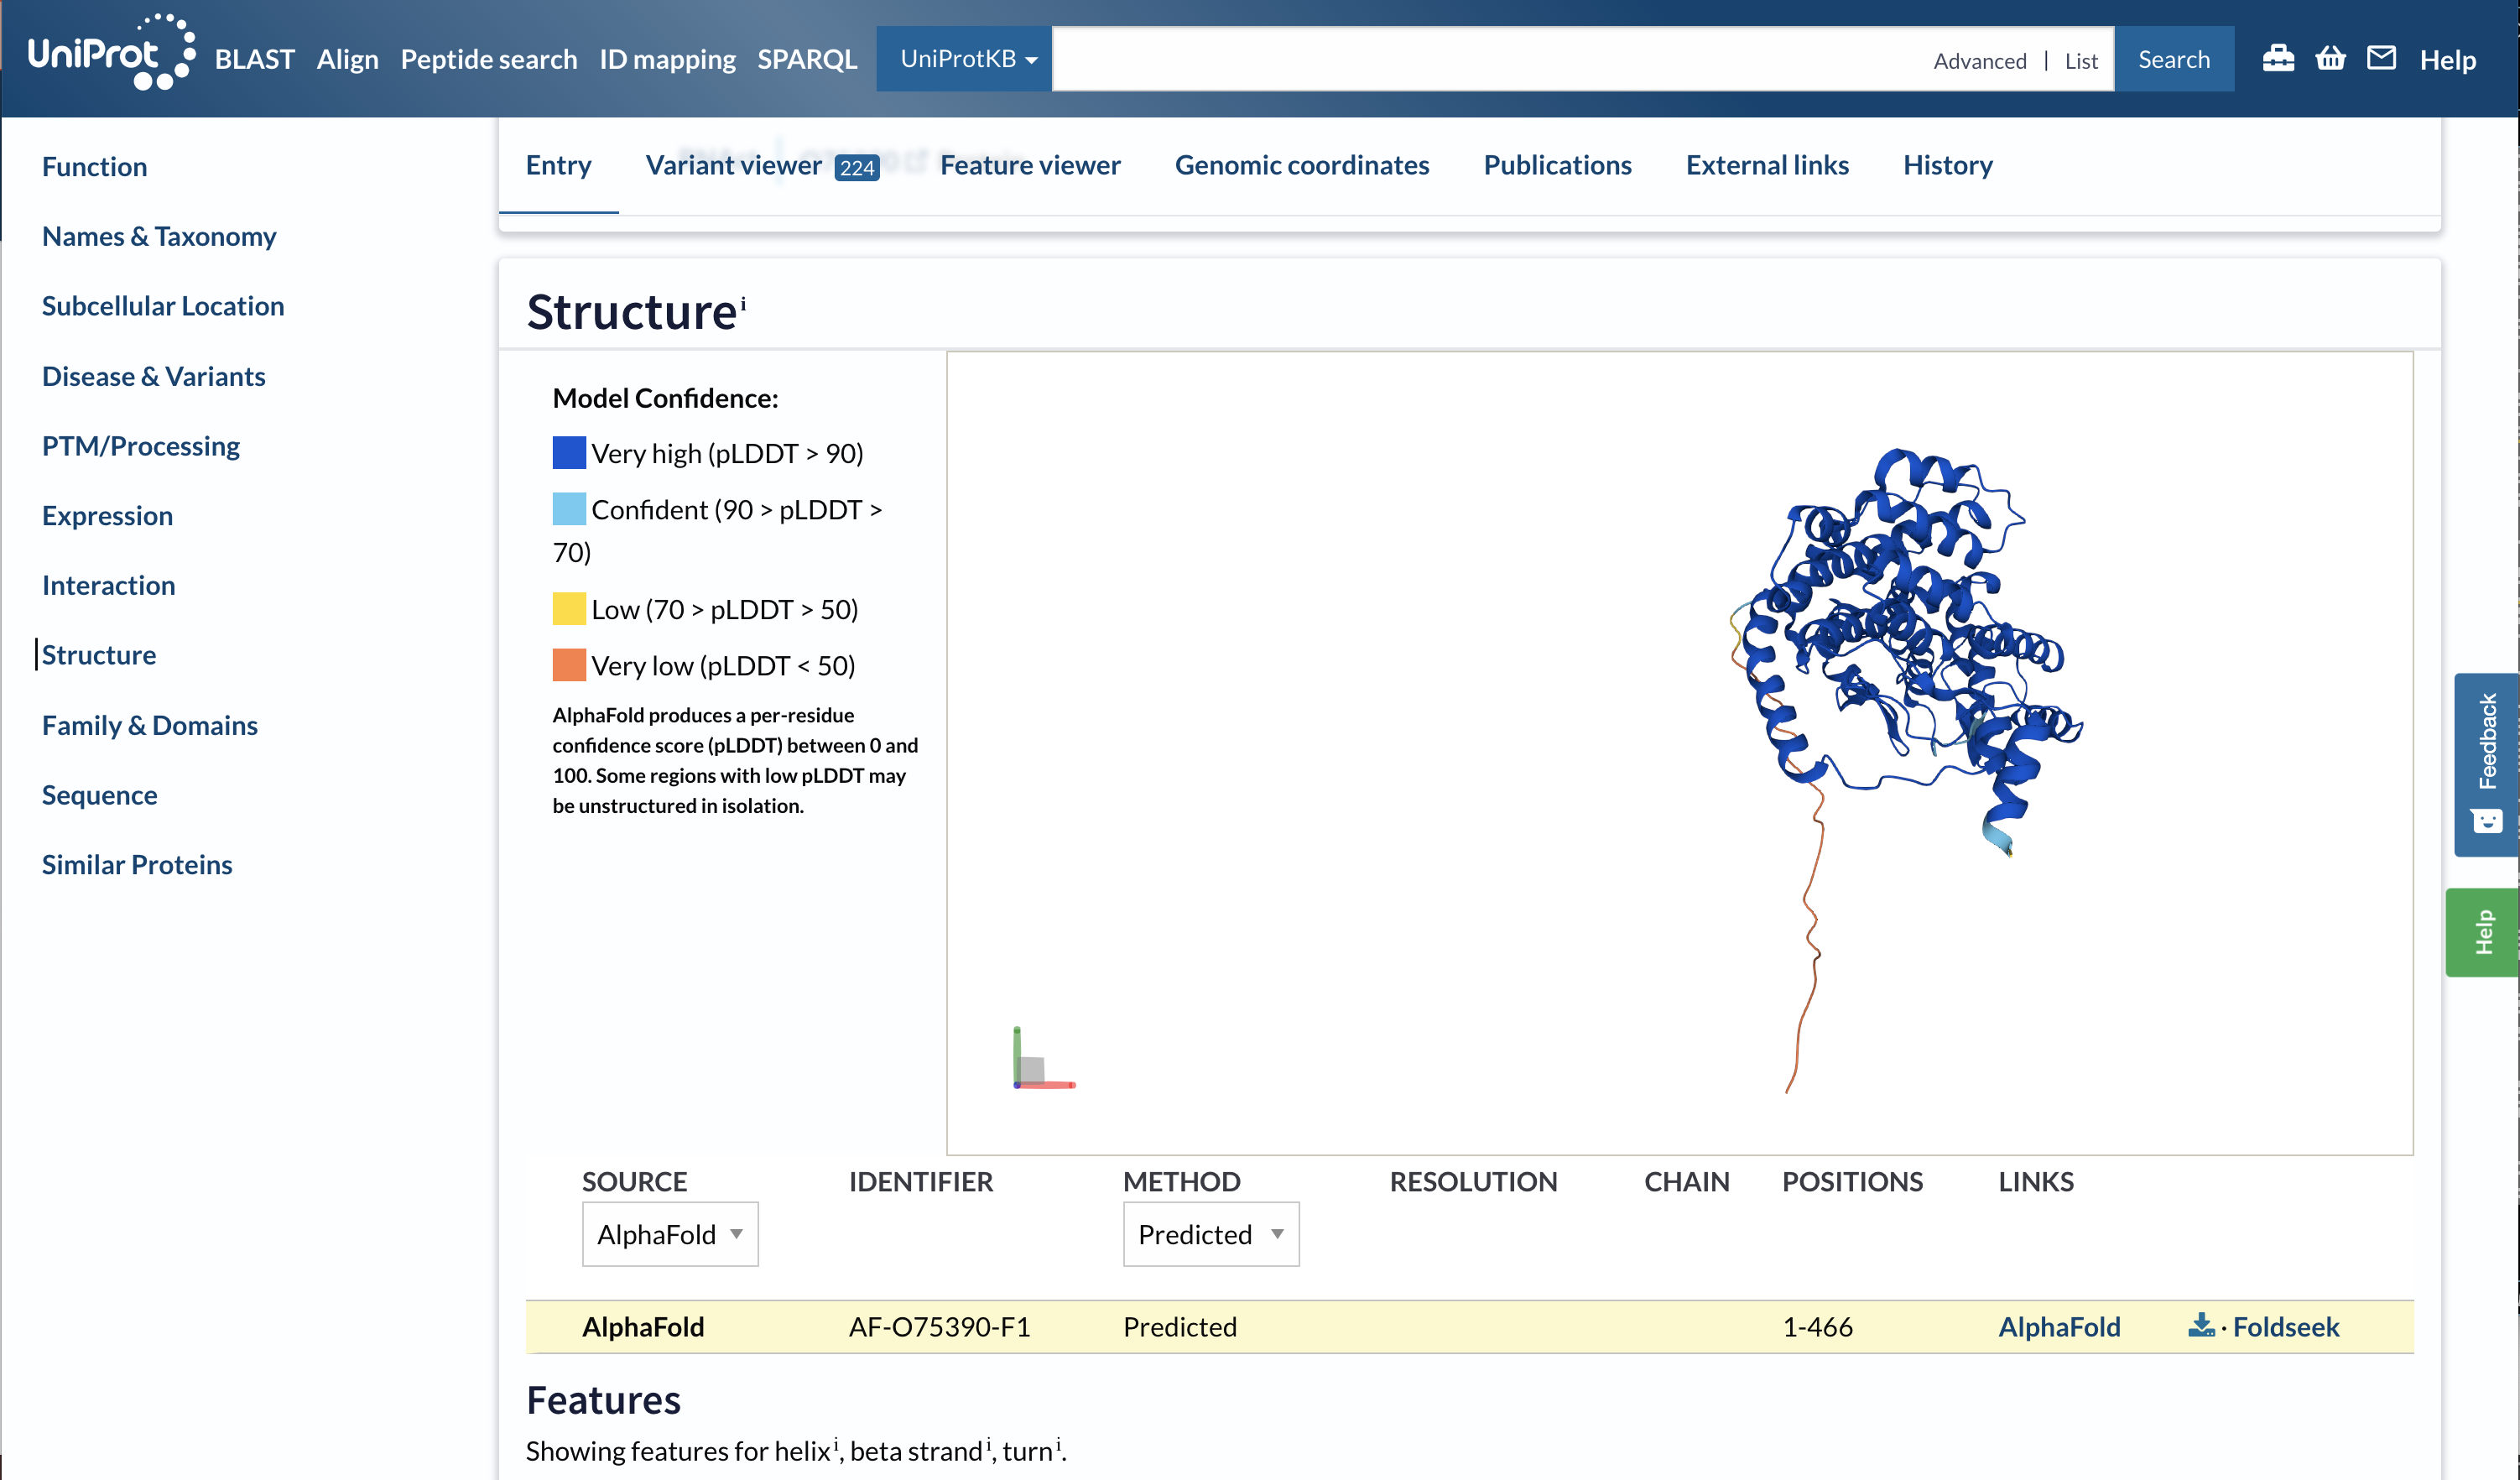 UniProt BLAST Align Peptide search ID mapping SPARQL UniProtKB Advanced | List Search Help
Function
Names & Taxonomy
Subcellular Location
Disease & Variants
PTM/Processing
Expression
Interaction
Structure
Family & Domains
Sequence
Similar Proteins
Entry Variant viewer 224 Feature viewer Genomic coordinates Publications External links History
Structure i
Model Confidence:
Very high (pLDDT > 90)
Confident (90 > pLDDT >
70)
Low (70 > pLDDT > 50)
Very low (pLDDT < 50)
AlphaFold produces a per-residue
confidence score (pLDDT) between 0 and
100. Some regions with low pLDDT may
be unstructured in isolation.
SOURCE IDENTIFIER METHOD RESOLUTION CHAIN POSITIONS LINKS
AlphaFold Predicted
AlphaFold AF-O75390-F1 Predicted 1-466 AlphaFold · Foldseek
Features
Showing features for helix i, beta strand i, turn i.
Feedback
Help